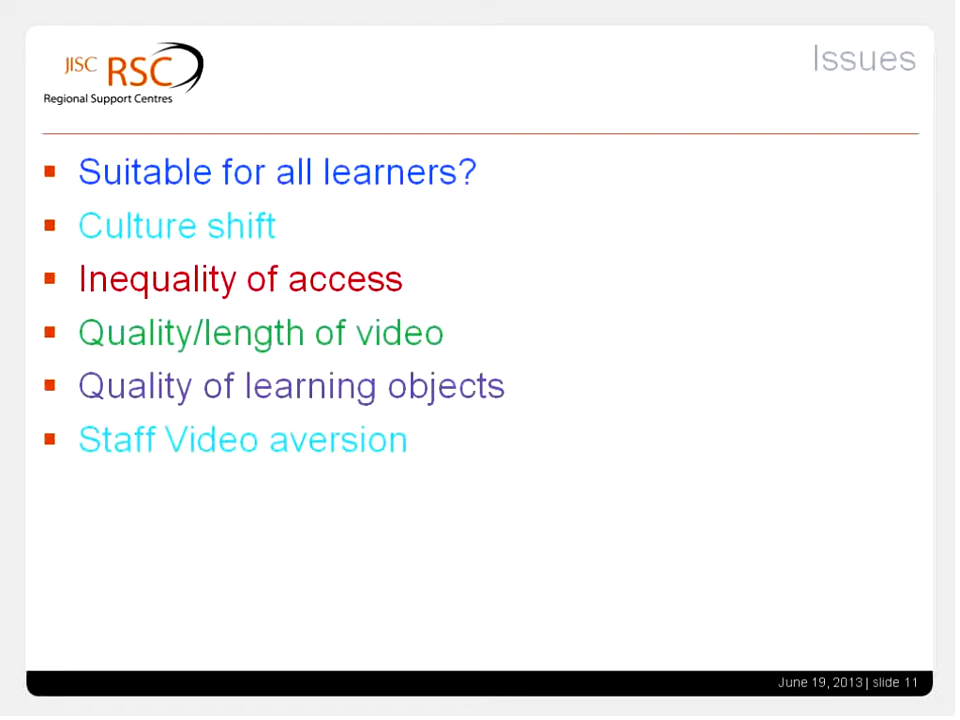 JISC RSC
Regional Support Centres
Issues
Suitable for all learners?
Culture shift
Inequality of access
Quality/length of video
Quality of learning objects
Staff Video aversion
June 19, 2013 | slide 11